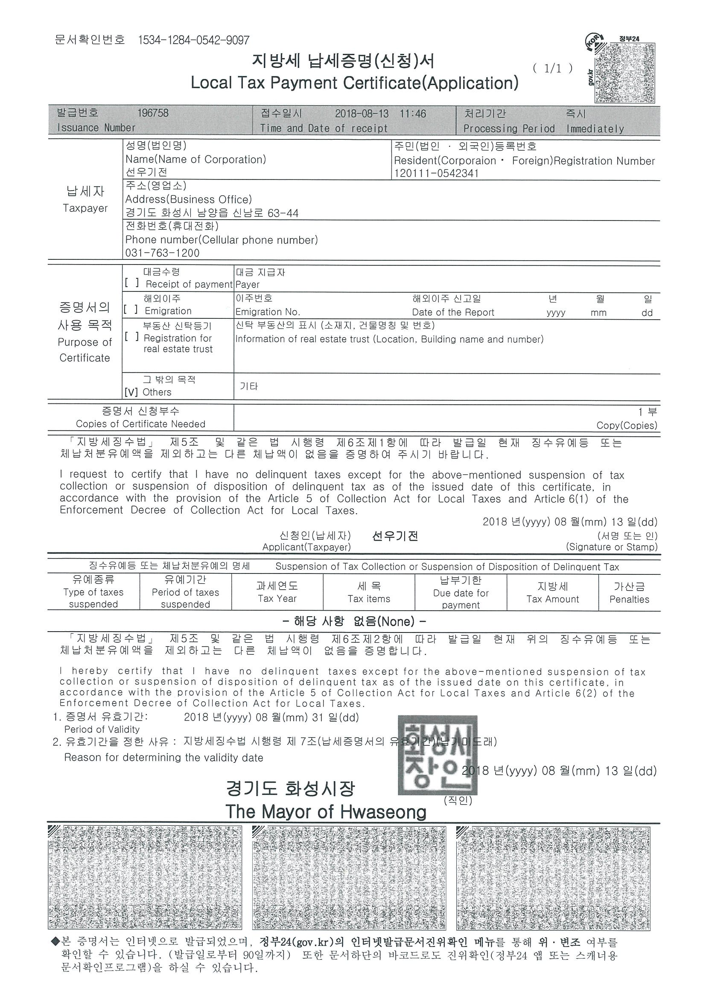 문서확인번호 1534-1284-0542-9097
정부24
KOR
gov.kr
지방세 납세증명(신청)서
( 1/1 )
Local Tax Payment Certificate(Application)
발급번호 196758 접수일시 2018-08-13 11:46 처리기간 즉시
Issuance Number Time and Date of receipt Processing Period Immediately
납세자
Taxpayer
성명(법인명)
Name(Name of Corporation)
선우기전
주민(법인 · 외국인)등록번호
Resident(Corporaion · Foreign)Registration Number
120111-0542341
주소(영업소)
Address(Business Office)
경기도 화성시 남양읍 신남로 63-44
전화번호(휴대전화)
Phone number(Cellular phone number)
031-763-1200
증명서의
사용 목적
Purpose of
Certificate
대금수령
[ ] Receipt of payment
대금 지급자
Payer
해외이주
[ ] Emigration
이주번호 해외이주 신고일 년 월 일
Emigration No. Date of the Report yyyy mm dd
부동산 신탁등기
[ ] Registration for
real estate trust
신탁 부동산의 표시 (소재지, 건물명칭 및 번호)
Information of real estate trust (Location, Building name and number)
그 밖의 목적
[V] Others
기타
증명서 신청부수
Copies of Certificate Needed
1 부
Copy(Copies)
「지방세징수법」 제5조 및 같은 법 시행령 제6조제1항에 따라 발급일 현재 징수유예등 또는
체납처분유예액을 제외하고는 다른 체납액이 없음을 증명하여 주시기 바랍니다.
I request to certify that I have no delinquent taxes except for the above-mentioned suspension of tax
collection or suspension of disposition of delinquent tax as of the issued date of this certificate, in
accordance with the provision of the Article 5 of Collection Act for Local Taxes and Article 6(1) of the
Enforcement Decree of Collection Act for Local Taxes.
2018 년(yyyy) 08 월(mm) 13 일(dd)
신청인(납세자) 선우기전 (서명 또는 인)
Applicant(Taxpayer) (Signature or Stamp)
징수유예등 또는 체납처분유예의 명세 Suspension of Tax Collection or Suspension of Disposition of Delinquent Tax
유예종류
Type of taxes
suspended
유예기간
Period of taxes
suspended
과세연도
Tax Year
세 목
Tax items
납부기한
Due date for
payment
지방세
Tax Amount
가산금
Penalties
- 해당 사항 없음(None) -
「지방세징수법」 제5조 및 같은 법 시행령 제6조제2항에 따라 발급일 현재 위의 징수유예등 또는
체납처분유예액을 제외하고는 다른 체납액이 없음을 증명합니다.
I hereby certify that I have no delinquent taxes except for the above-mentioned suspension of tax
collection or suspension of disposition of delinquent tax as of the issued date on this certificate, in
accordance with the provision of the Article 5 of Collection Act for Local Taxes and Article 6(2) of the
Enforcement Decree of Collection Act for Local Taxes.
1. 증명서 유효기간: 2018 년(yyyy) 08 월(mm) 31 일(dd)
Period of Validity
2. 유효기간을 정한 사유 : 지방세징수법 시행령 제 7조(납세증명서의 유효기간)(납기미도래)
Reason for determining the validity date
화성시
장인
2018 년(yyyy) 08 월(mm) 13 일(dd)
경기도 화성시장
(직인)
The Mayor of Hwaseong
◆본 증명서는 인터넷으로 발급되었으며, 정부24(gov.kr)의 인터넷발급문서진위확인 메뉴를 통해 위·변조 여부를
확인할 수 있습니다. (발급일로부터 90일까지) 또한 문서하단의 바코드로도 진위확인(정부24 앱 또는 스캐너용
문서확인프로그램)을 하실 수 있습니다.